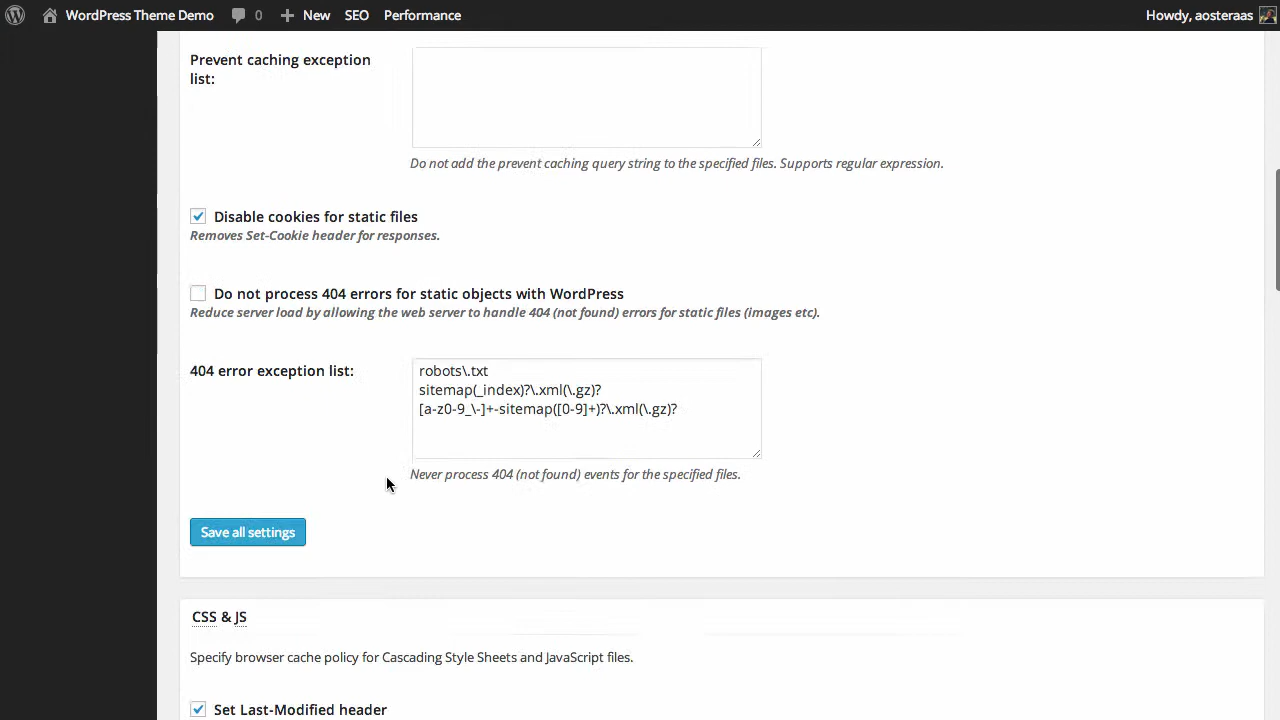 WordPress Theme Demo 0 New SEO Performance Howdy, aosteraas
Prevent caching exception
list:
Do not add the prevent caching query string to the specified files. Supports regular expression.
Disable cookies for static files
Removes Set-Cookie header for responses.
Do not process 404 errors for static objects with WordPress
Reduce server load by allowing the web server to handle 404 (not found) errors for static files (images etc).
404 error exception list:
robots\.txt
sitemap(_index)?\.xml(\.gz)?
[a-z0-9_\-]+-sitemap([0-9]+)?\.xml(\.gz)?
Never process 404 (not found) events for the specified files.
Save all settings
CSS & JS
Specify browser cache policy for Cascading Style Sheets and JavaScript files.
Set Last-Modified header